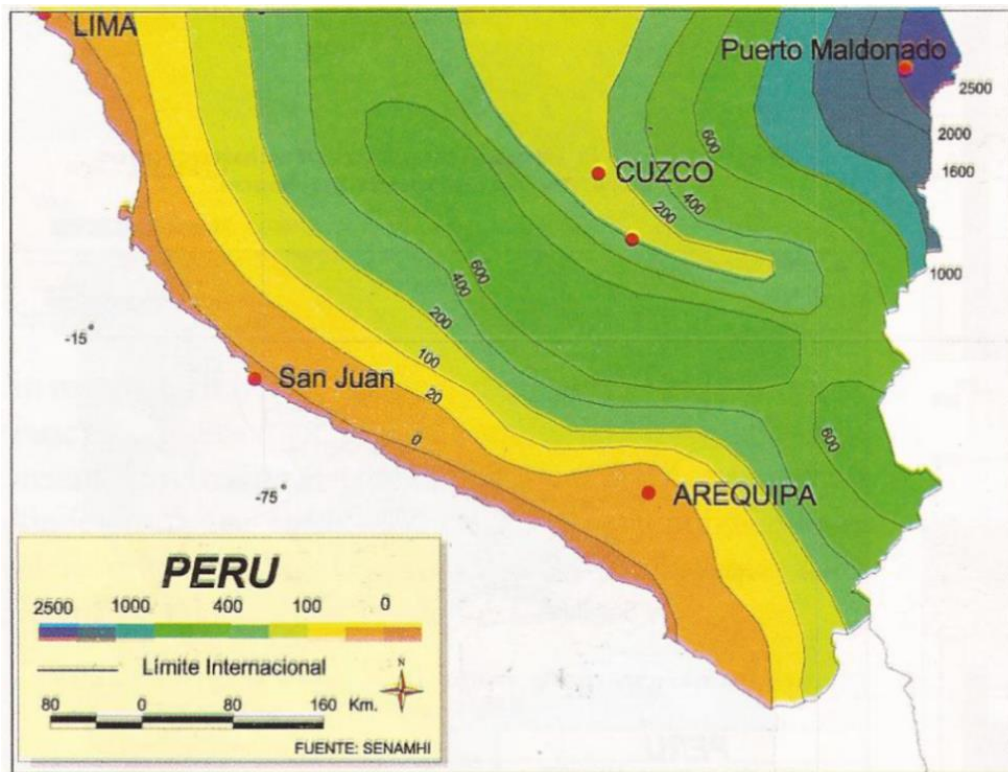 LIMA
Puerto Maldonado
2500
2000
1600
600
CUZCO
400
200
1000
600
400
200
-15°
100
San Juan
20
0
600
-75°
AREQUIPA
PERU
2500 1000 400 100 0
Límite Internacional
N
80 0 80 160 Km.
FUENTE: SENAMHI